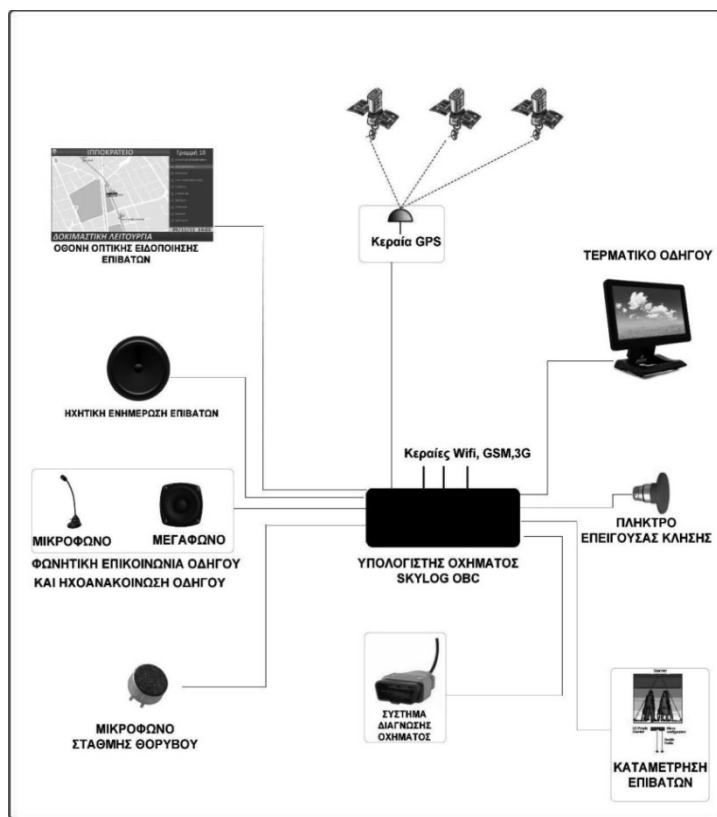 ΙΠΠΟΚΡΑΤΕΙΟ
Γραμμή 10
ΔΟΚΙΜΑΣΤΙΚΗ ΛΕΙΤΟΥΡΓΙΑ
ΟΘΟΝΗ ΟΠΤΙΚΗΣ ΕΙΔΟΠΟΙΗΣΗΣ
ΕΠΙΒΑΤΩΝ
Κεραία GPS
ΤΕΡΜΑΤΙΚΟ ΟΔΗΓΟΥ
ΗΧΗΤΙΚΗ ΕΝΗΜΕΡΩΣΗ ΕΠΙΒΑΤΩΝ
Κεραίες Wifi, GSM,3G
ΜΙΚΡΟΦΩΝΟ
ΜΕΓΑΦΩΝΟ
ΦΩΝΗΤΙΚΗ ΕΠΙΚΟΙΝΩΝΙΑ ΟΔΗΓΟΥ
ΚΑΙ ΗΧΟΑΝΑΚΟΙΝΩΣΗ ΟΔΗΓΟΥ
ΥΠΟΛΟΓΙΣΤΗΣ ΟΧΗΜΑΤΟΣ
SKYLOG OBC
ΠΛΗΚΤΡΟ
ΕΠΕΙΓΟΥΣΑΣ ΚΛΗΣΗΣ
ΜΙΚΡΟΦΩΝΟ
ΣΤΑΘΜΗΣ ΘΟΡΥΒΟΥ
ΣΥΣΤΗΜΑ
ΔΙΑΓΝΩΣΗΣ
ΟΧΗΜΑΤΟΣ
ΚΑΤΑΜΕΤΡΗΣΗ
ΕΠΙΒΑΤΩΝ